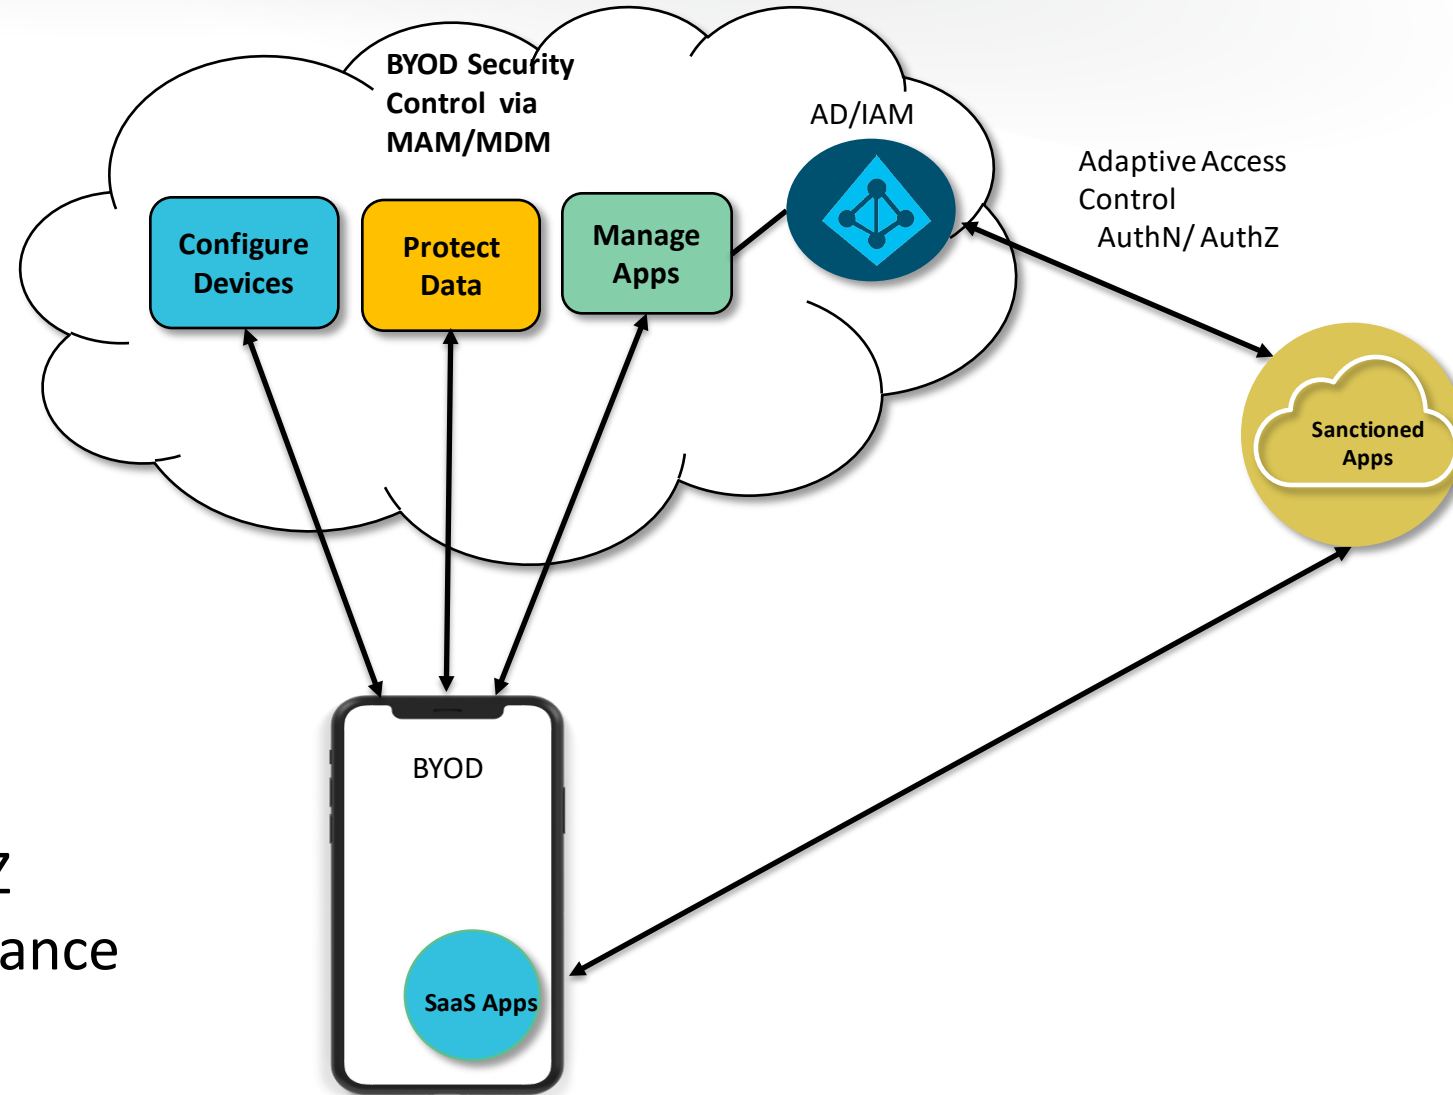 BYOD Security
Control via
MAM/MDM
AD/IAM
Adaptive Access
Control
AuthN/ AuthZ
Configure
Devices
Protect
Data
Manage
Apps
Sanctioned
Apps
BYOD
Z
ance
SaaS Apps